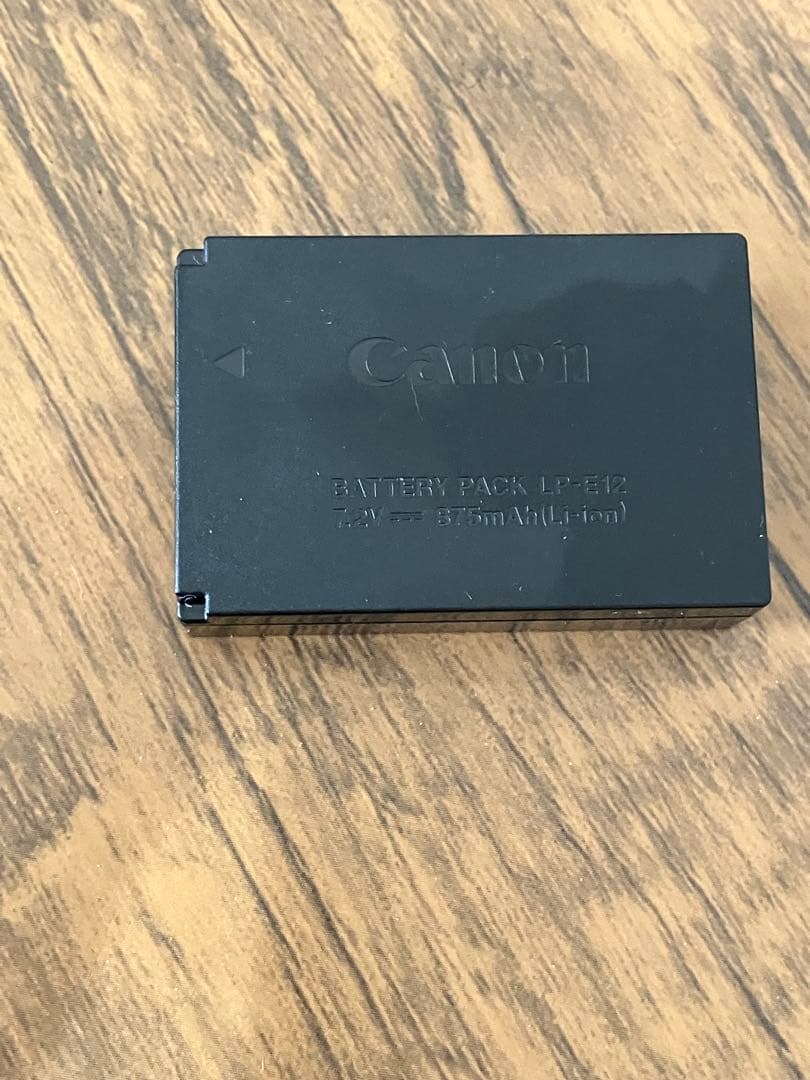 Canon
BATTERY PACK LP-E12
7.2V⎓875mAh(Li-ion)